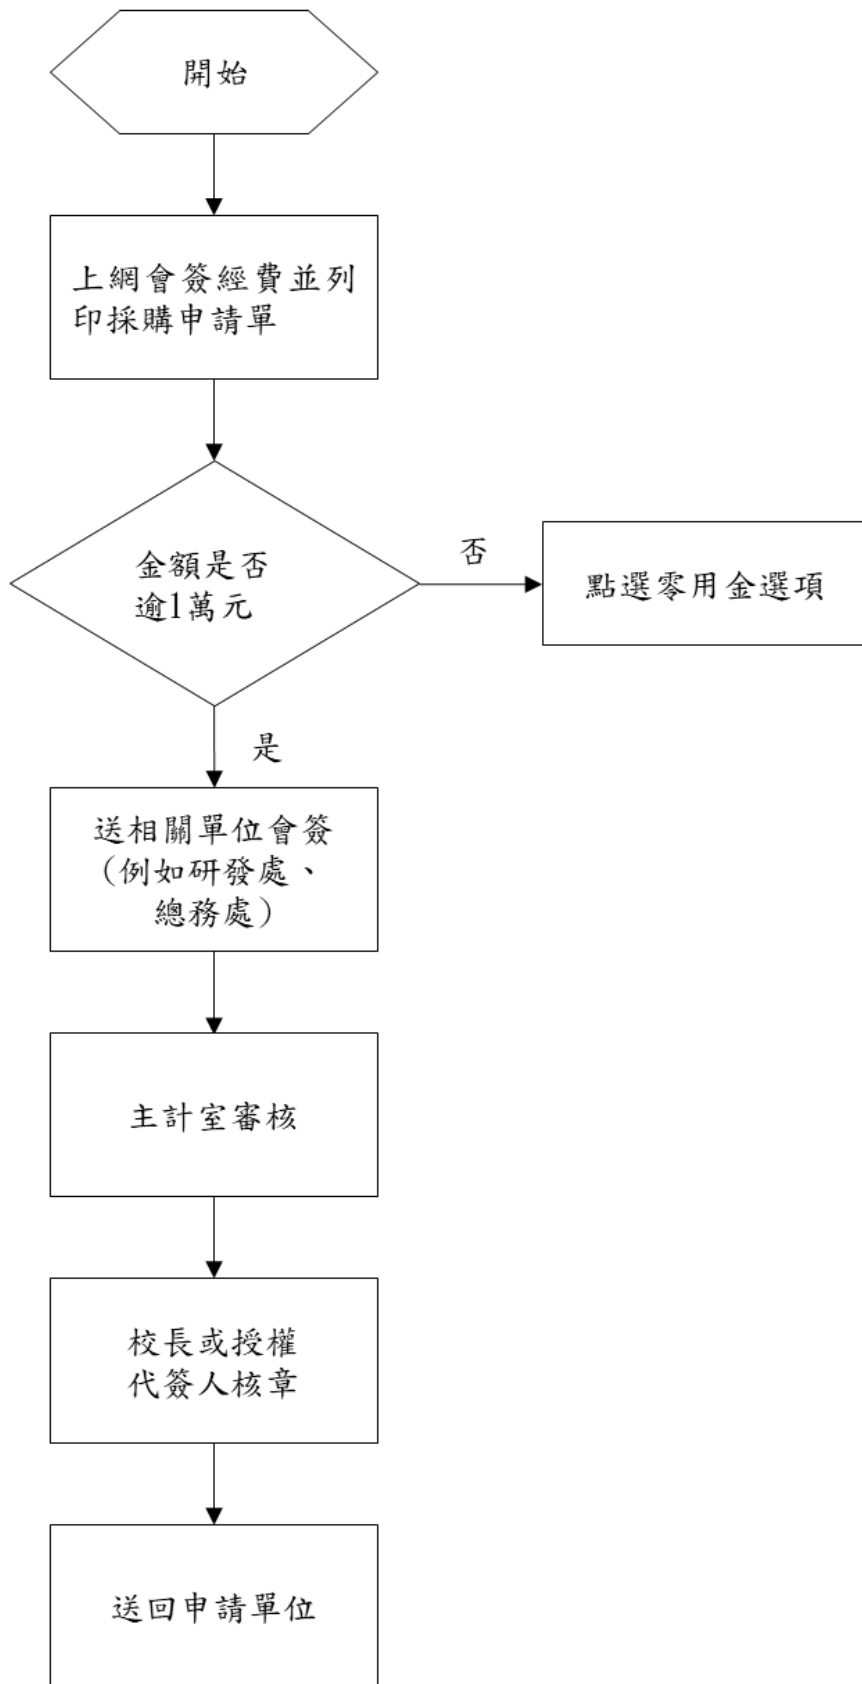 開始
上網會簽經費並列
印採購申請單
金額是否
逾1萬元
否
點選零用金選項
是
送相關單位會簽
（例如研發處、
總務處）
主計室審核
校長或授權
代簽人核章
送回申請單位